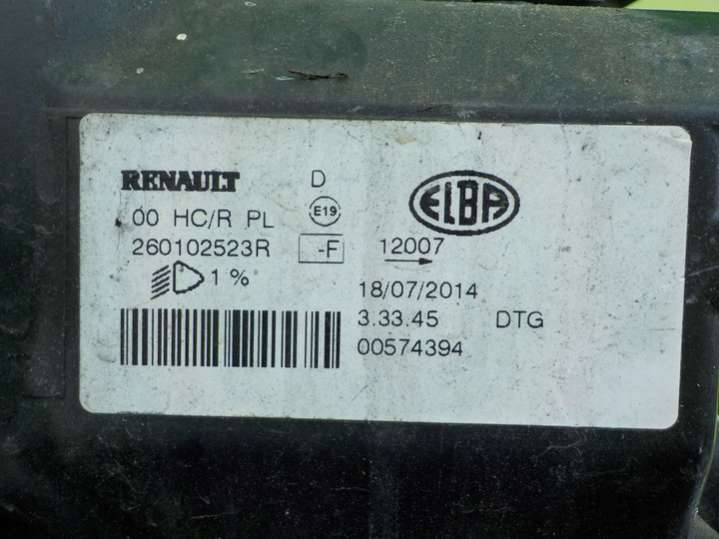 RENAULT D
00 HC/R PL E19 ELBA
260102523R -F 12007
1 % 18/07/2014
3.33.45 DTG
00574394